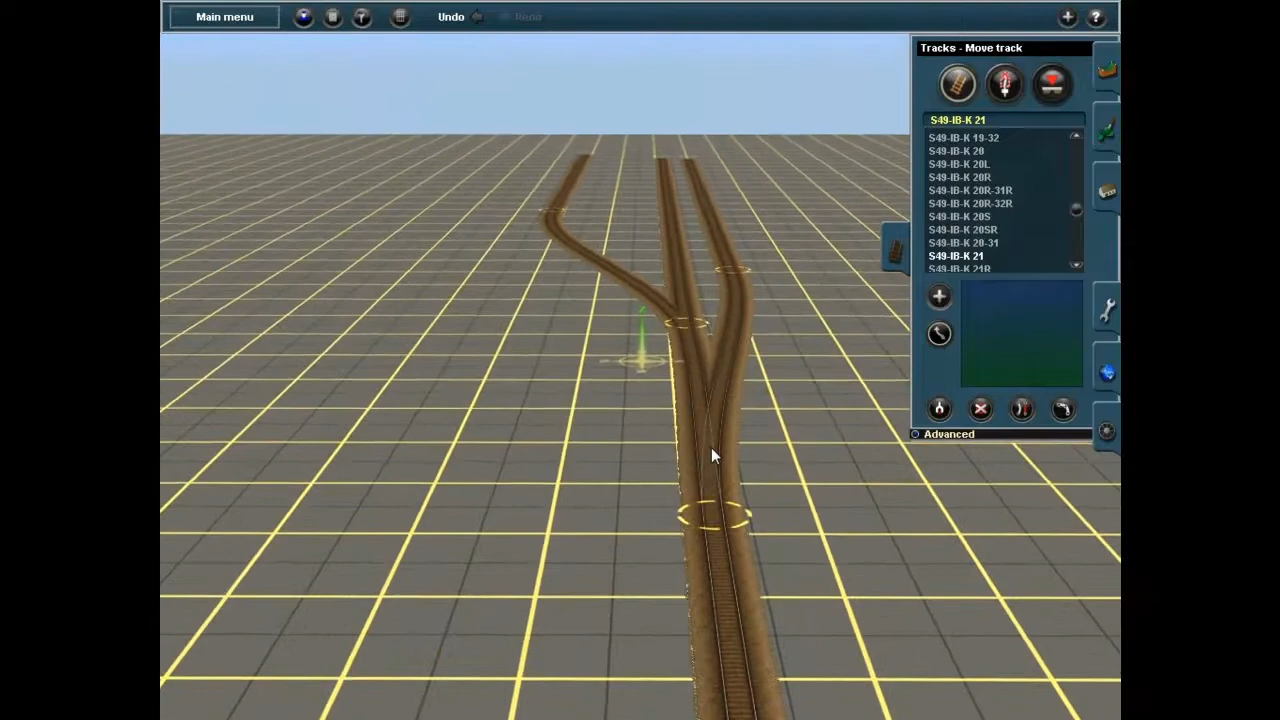 Main menu
Undo
Redo
Tracks - Move track
S49-IB-K 21
S49-IB-K 19-32
S49-IB-K 20
S49-IB-K 20L
S49-IB-K 20R
S49-IB-K 20R-31R
S49-IB-K 20R-32R
S49-IB-K 20S
S49-IB-K 20SR
S49-IB-K 20-31
S49-IB-K 21
S49-IB-K 21R
Advanced